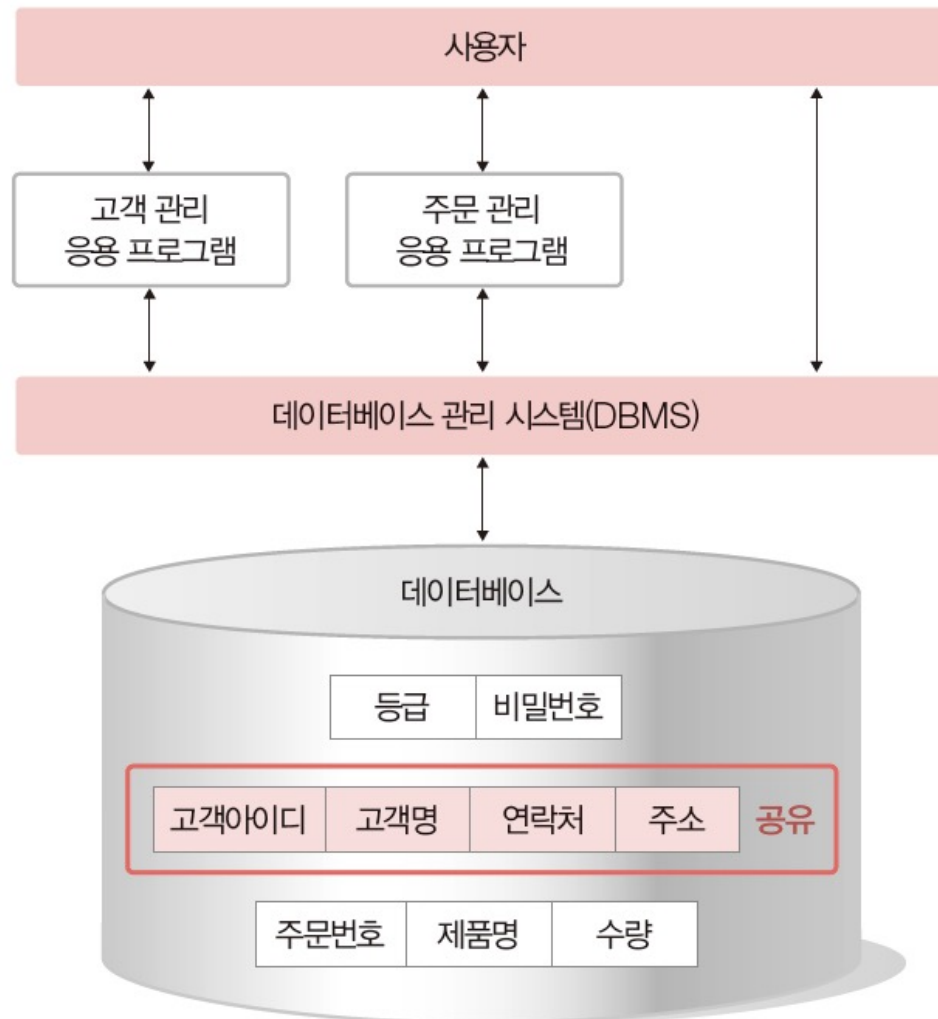 사용자
고객 관리
응용 프로그램
주문 관리
응용 프로그램
데이터베이스 관리 시스템(DBMS)
데이터베이스
등급 비밀번호
고객아이디 고객명 연락처 주소 공유
주문번호 제품명 수량